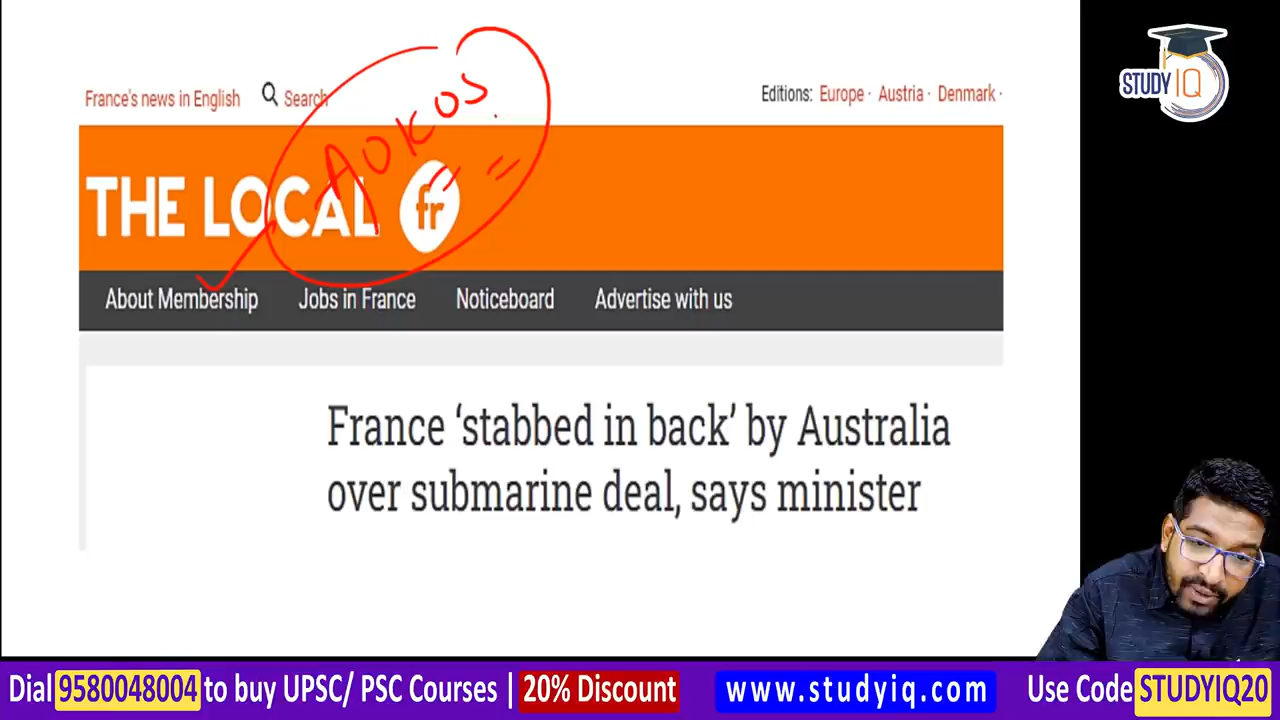 France's news in English Search
Editions: Europe · Austria · Denmark ·
STUDY IQ
AUKUS
THE LOCAL fr
About Membership Jobs in France Noticeboard Advertise with us
France ‘stabbed in back’ by Australia
over submarine deal, says minister
Dial 9580048004 to buy UPSC/ PSC Courses | 20% Discount www.studyiq.com Use Code STUDYIQ20